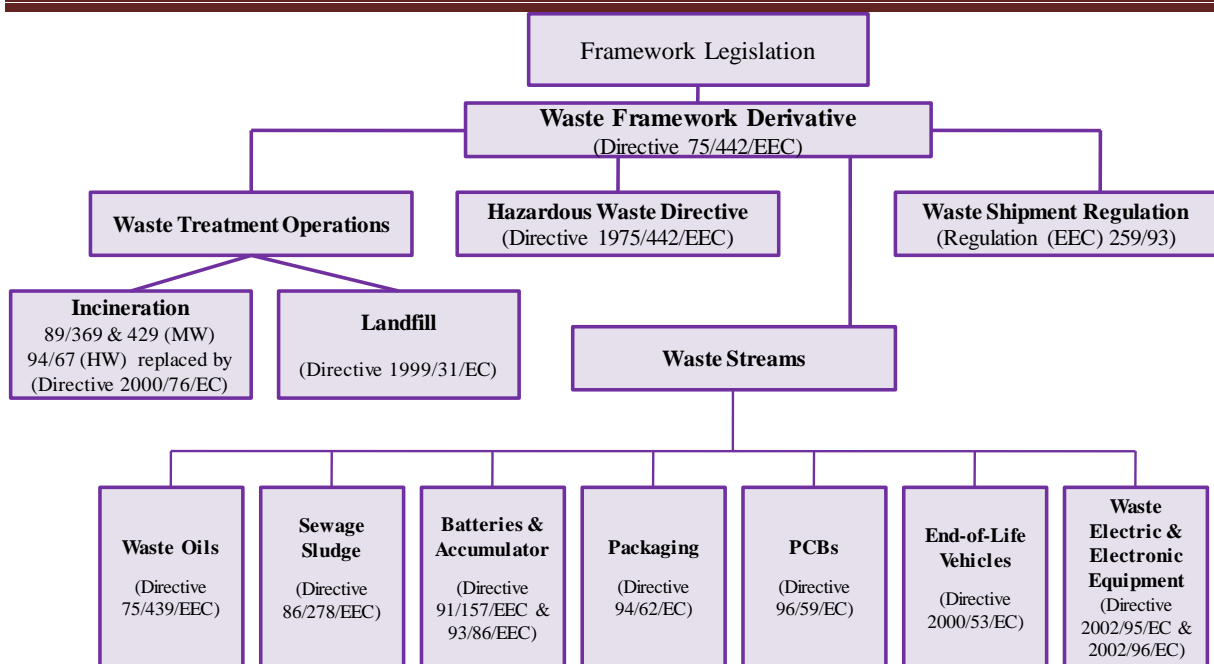 Framework Legislation
Waste Framework Derivative
(Directive 75/442/EEC)
Waste Treatment Operations
Hazardous Waste Directive
(Directive 1975/442/EEC)
Waste Shipment Regulation
(Regulation (EEC) 259/93)
Incineration
89/369 & 429 (MW)
94/67 (HW) replaced by
(Directive 2000/76/EC)
Landfill
(Directive 1999/31/EC)
Waste Streams
Waste Oils
(Directive
75/439/EEC)
Sewage
Sludge
(Directive
86/278/EEC)
Batteries &
Accumulator
(Directive
91/157/EEC &
93/86/EEC)
Packaging
(Directive
94/62/EC)
PCBs
(Directive
96/59/EC)
End-of-Life
Vehicles
(Directive
2000/53/EC)
Waste
Electric &
Electronic
Equipment
(Directive
2002/95/EC &
2002/96/EC)